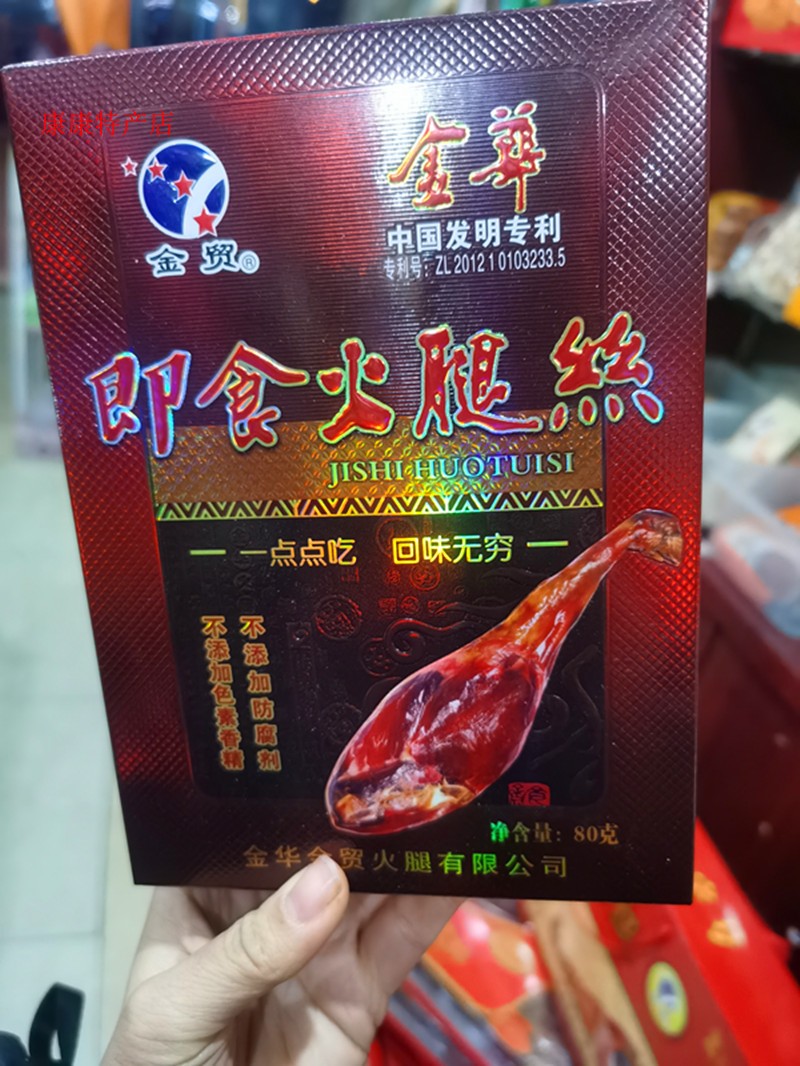 康康特产店
金华
中国发明专利
专利号：ZL 2012 1 0103233.5
金贸®
即食火腿丝
JISHI HUOTUISI
一点点吃 回味无穷
不添加防腐剂
不添加色素香精
净含量：80克
金华金贸火腿有限公司